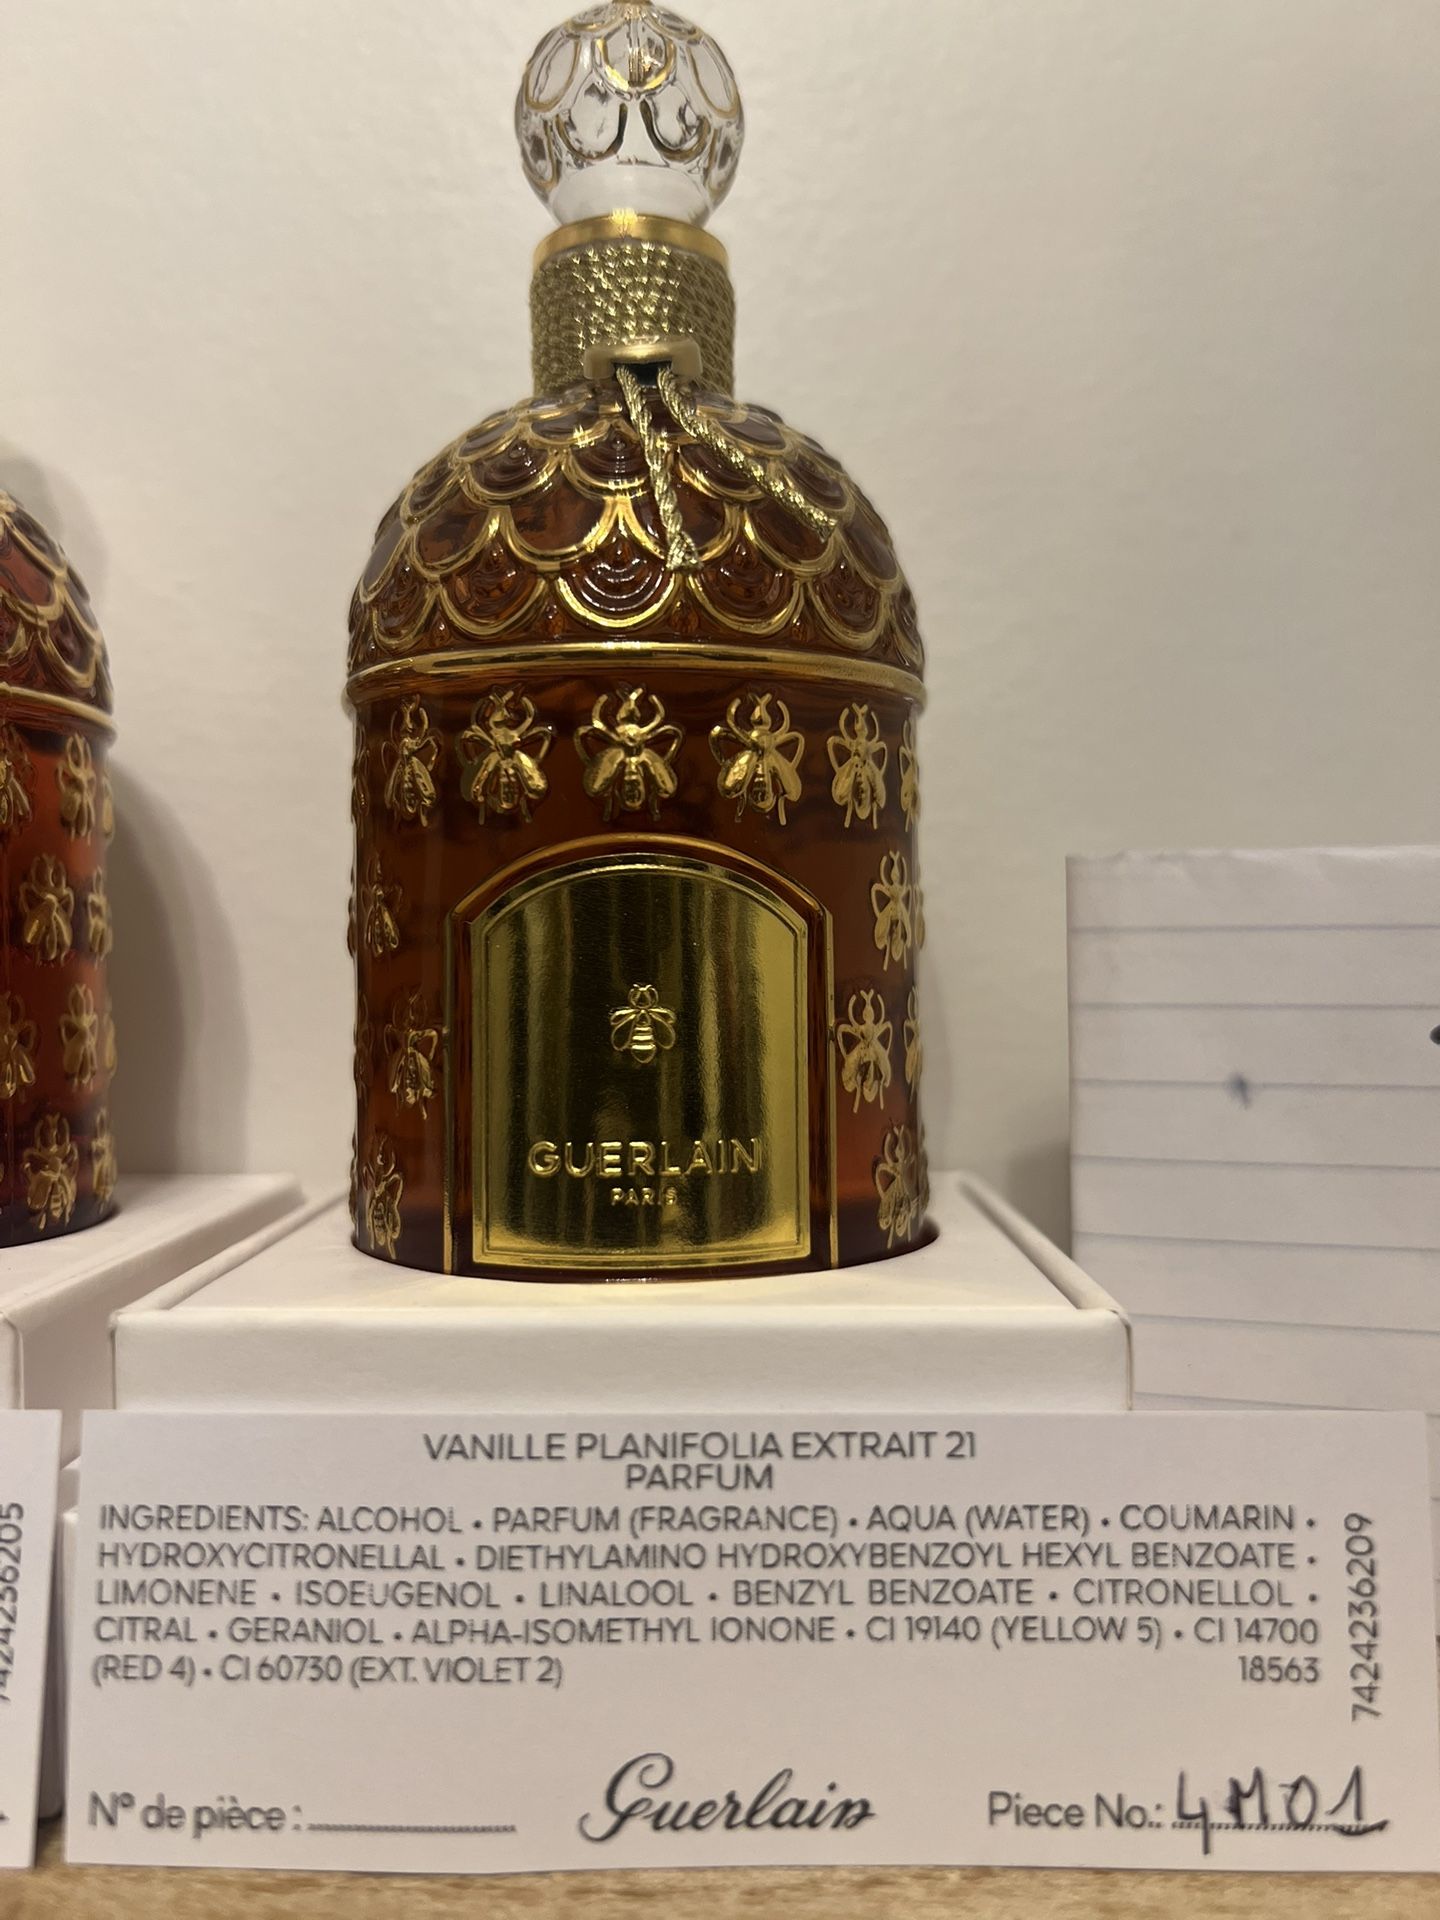 GUERLAIN
PARIS
VANILLE PLANIFOLIA EXTRAIT 21
PARFUM
INGREDIENTS: ALCOHOL • PARFUM (FRAGRANCE) • AQUA (WATER) • COUMARIN •
HYDROXYCITRONELLAL • DIETHYLAMINO HYDROXYBENZOYL HEXYL BENZOATE •
LIMONENE • ISOEUGENOL • LINALOOL • BENZYL BENZOATE • CITRONELLOL •
CITRAL • GERANIOL • ALPHA-ISOMETHYL IONONE • CI 19140 (YELLOW 5) • CI 14700
(RED 4) • CI 60730 (EXT. VIOLET 2) 18563
7424236209
N° de pièce :
Guerlain
Piece No.: 4M01